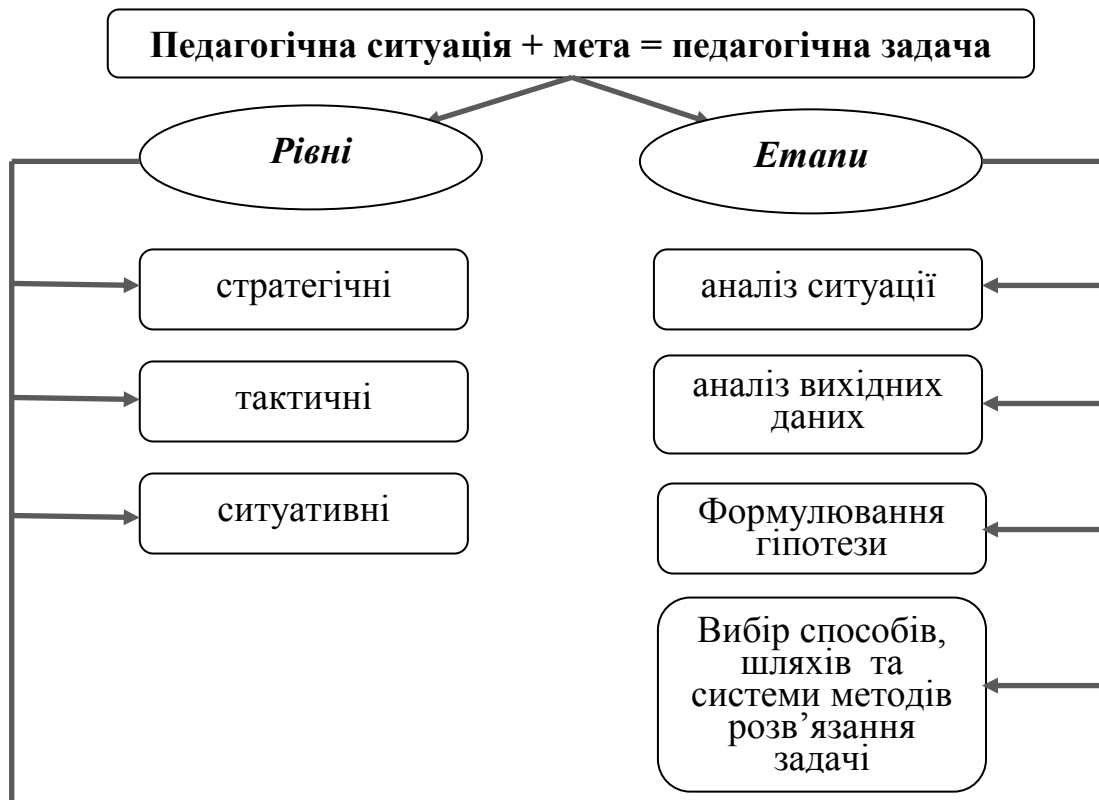 Педагогічна ситуація + мета = педагогічна задача
Рівні
стратегічні
тактичні
ситуативні
Етапи
аналіз ситуації
аналіз вихідних
даних
Формулювання
гіпотези
Вибір способів,
шляхів та
системи методів
розв’язання
задачі